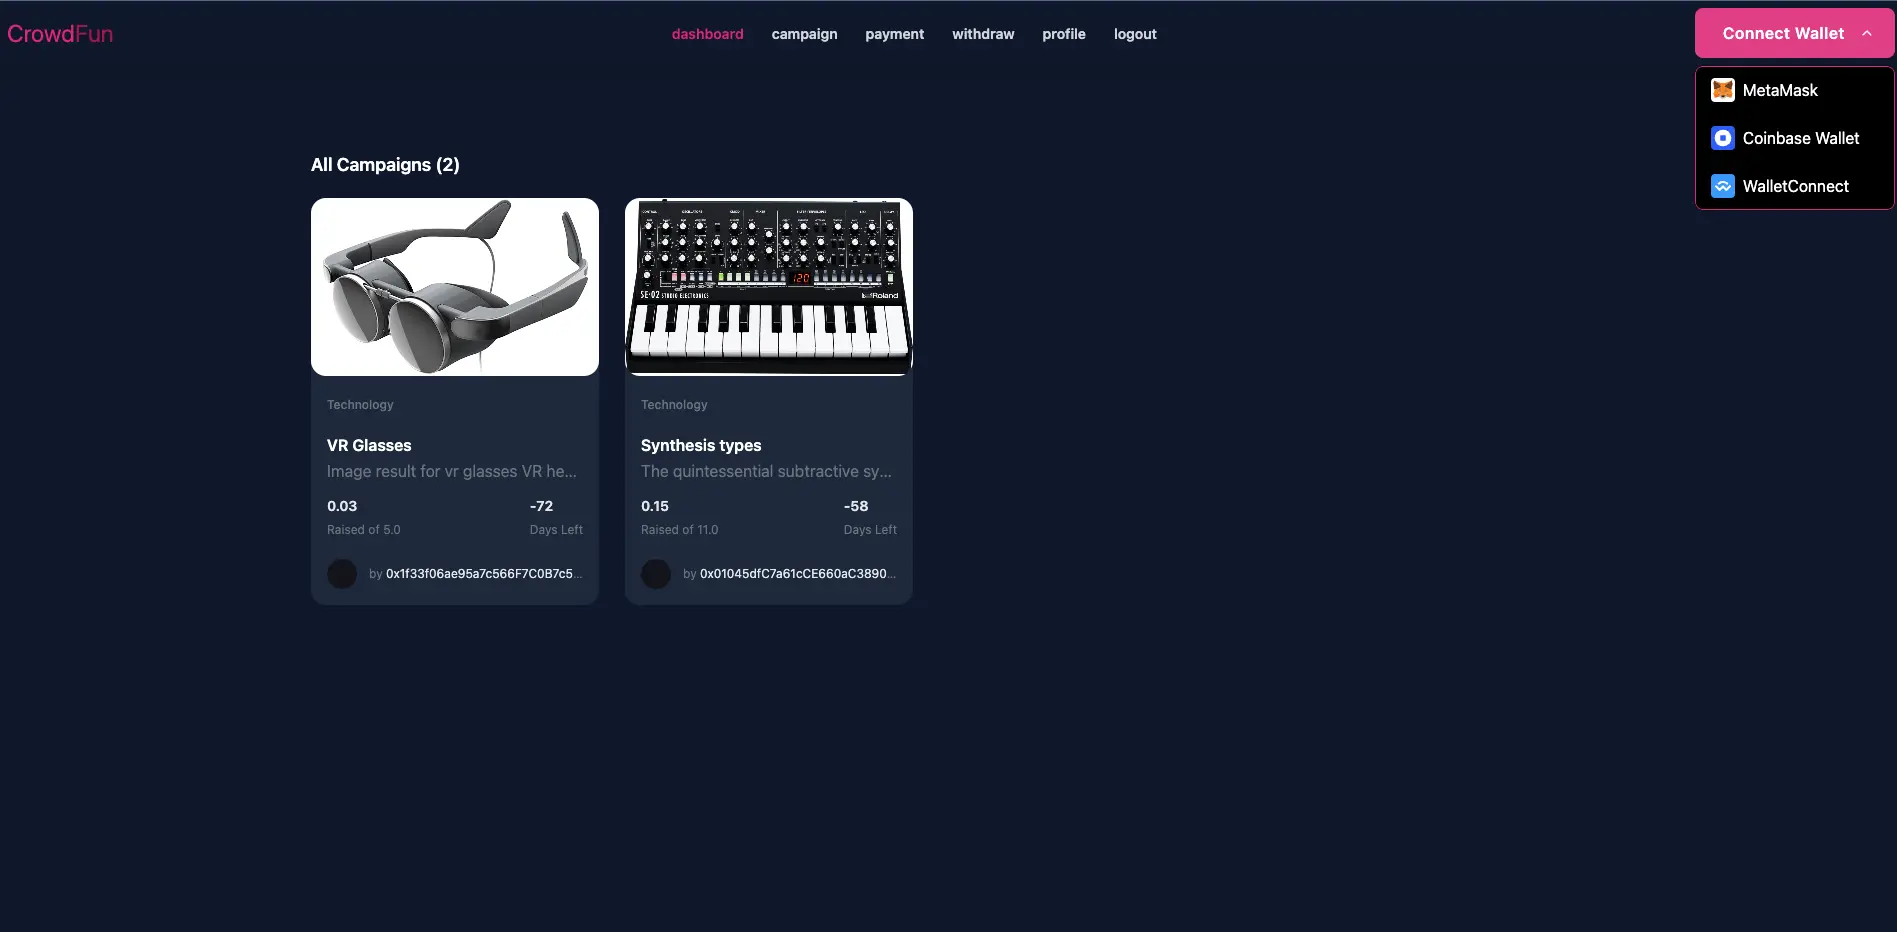 CrowdFun
dashboard campaign payment withdraw profile logout
Connect Wallet
MetaMask
Coinbase Wallet
WalletConnect
All Campaigns (2)
120
SE-02 STUDIO ELECTRONICS
Roland
Technology
VR Glasses
Image result for vr glasses VR he...
0.03
-72
Raised of 5.0
Days Left
by 0x1f33f06ae95a7c566F7C0B7c5...
Technology
Synthesis types
The quintessential subtractive sy...
0.15
-58
Raised of 11.0
Days Left
by 0x01045dfC7a61cCE660aC3890...